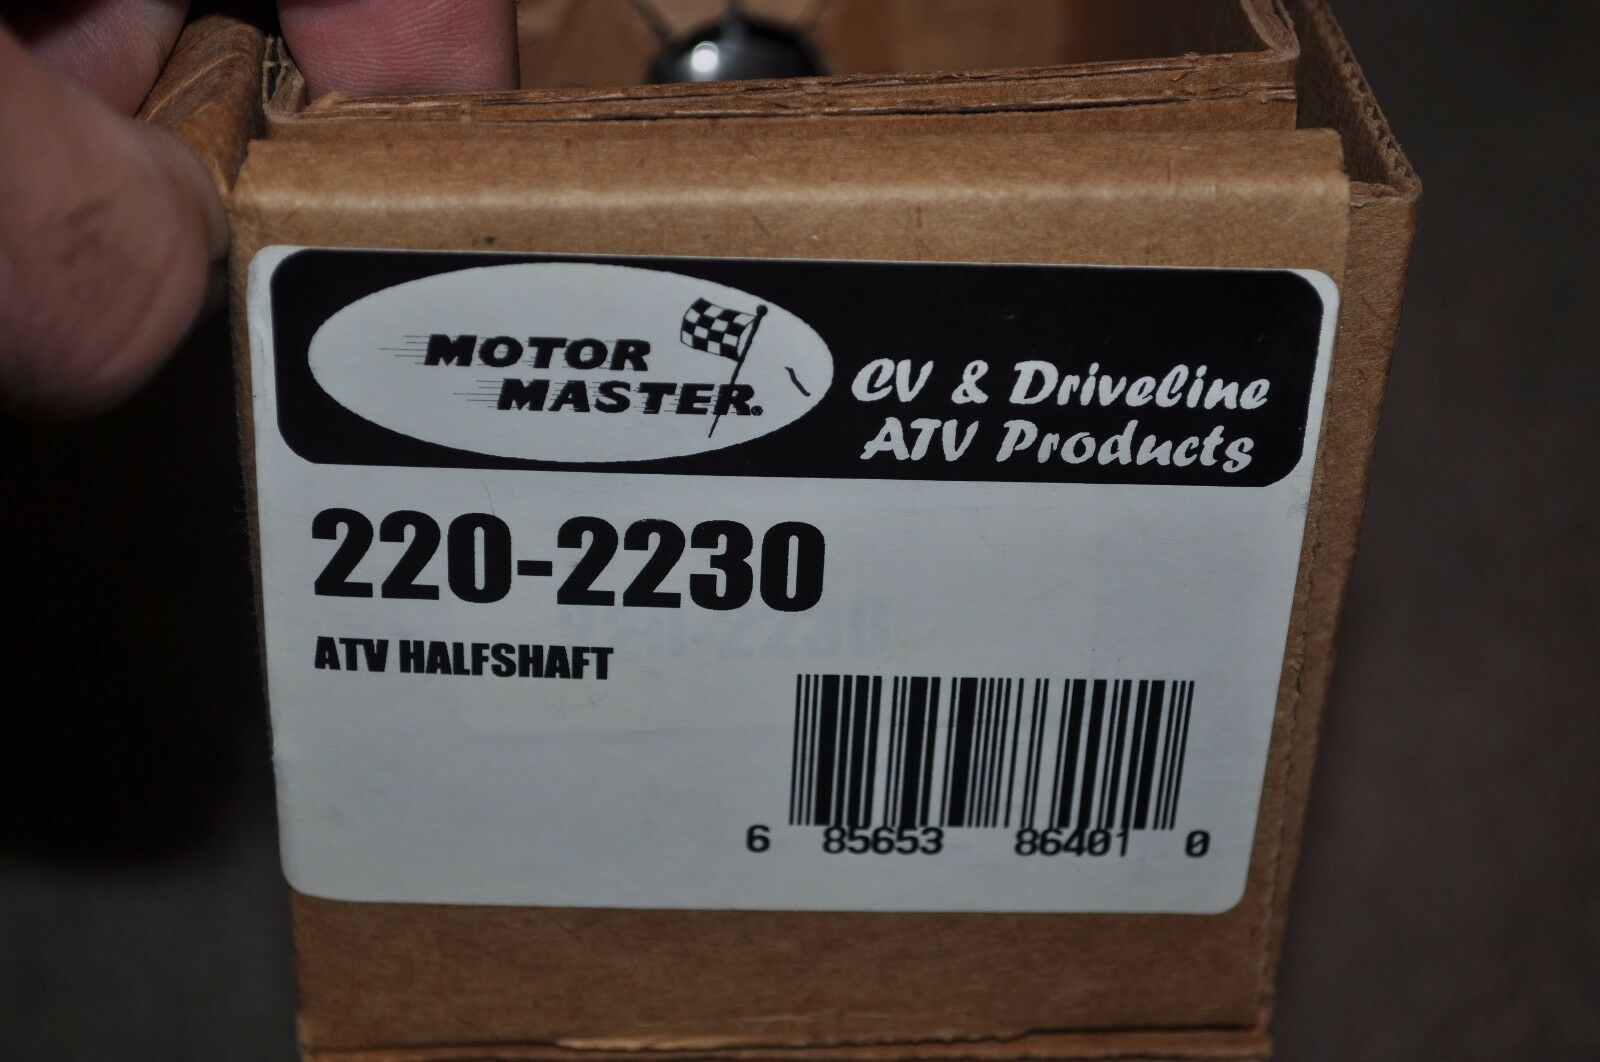 MOTOR
MASTER®
CV & Driveline
ATV Products
220-2230
ATV HALFSHAFT
6 85653 86401 0